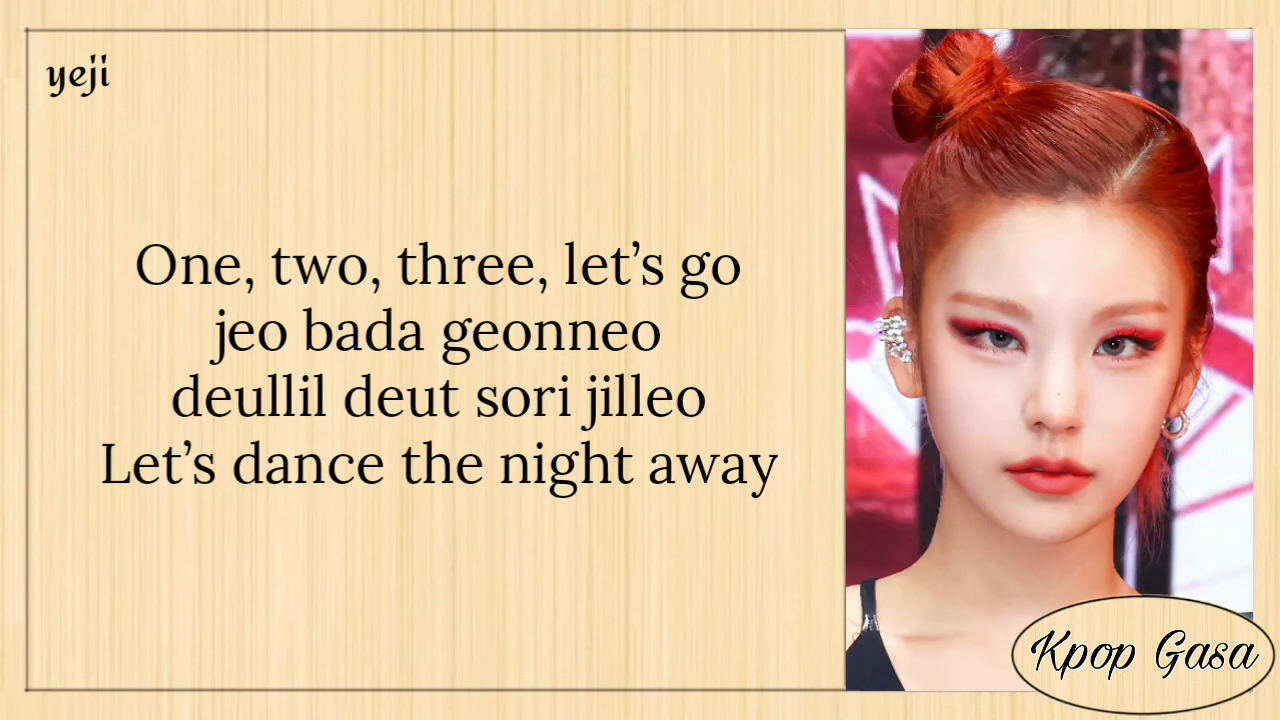 yeji
One, two, three, let’s go
jeo bada geonneo
deullil deut sori jilleo
Let’s dance the night away
Kpop Gasa